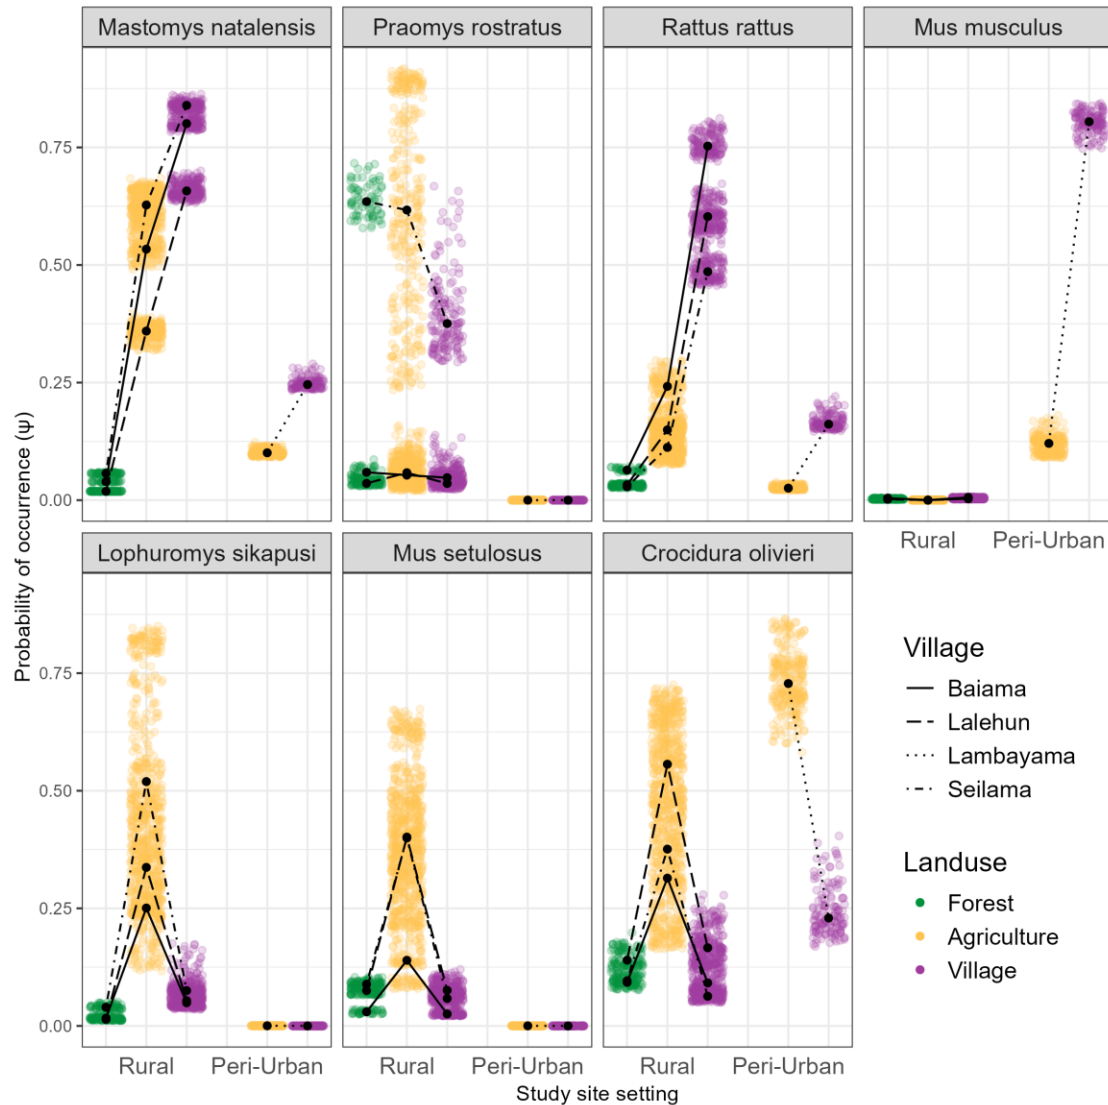 Mastomys natalensis
Praomys rostratus
Rattus rattus
Mus musculus
0.75
0.50
0.25
0.00
Rural
Peri-Urban
Lophuromys sikapusi
Mus setulosus
Crocidura olivieri
0.75
0.50
0.25
0.00
Rural
Peri-Urban
Rural
Peri-Urban
Rural
Peri-Urban
Probability of occurrence (ψ)
Study site setting
Village
Baiama
Lalehun
Lambayama
Seilama
Landuse
Forest
Agriculture
Village